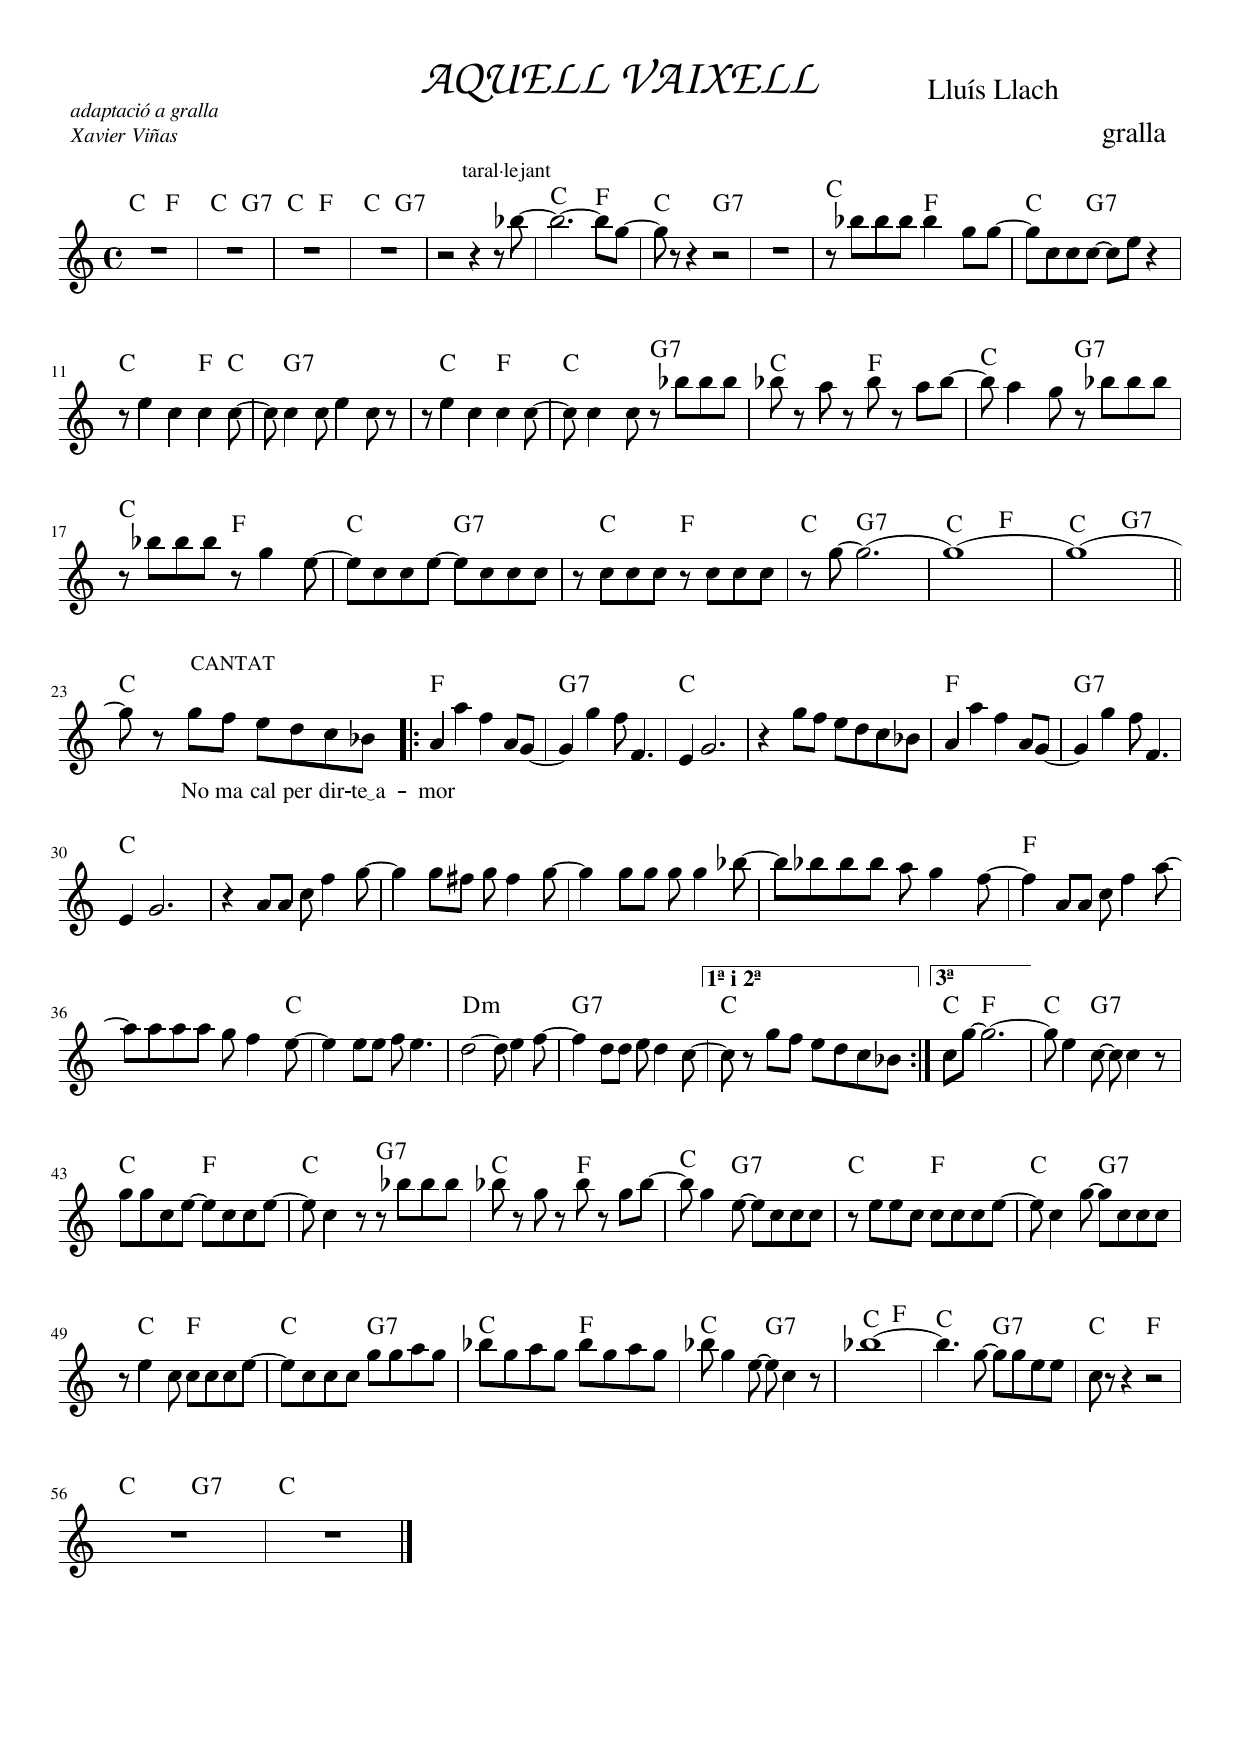 AQUELL VAIXELL
Lluís Llach
adaptació a gralla
Xavier Viñas
gralla
taral·lejant
C F C G7 C F C G7 C F C G7 C F C G7
11
C F C G7 C F C G7 C F C G7
17
C F C G7 C F C G7 C F C G7
CANTAT
23
C F G7 C F G7
No ma cal per dir-te‿a - mor
30
C F
1ª i 2ª 3ª
36
C Dm G7 C C F C G7
43
C F C G7 C F C G7 C F C G7
49
C F C G7 C F C G7 C F C G7 C F
56
C G7 C